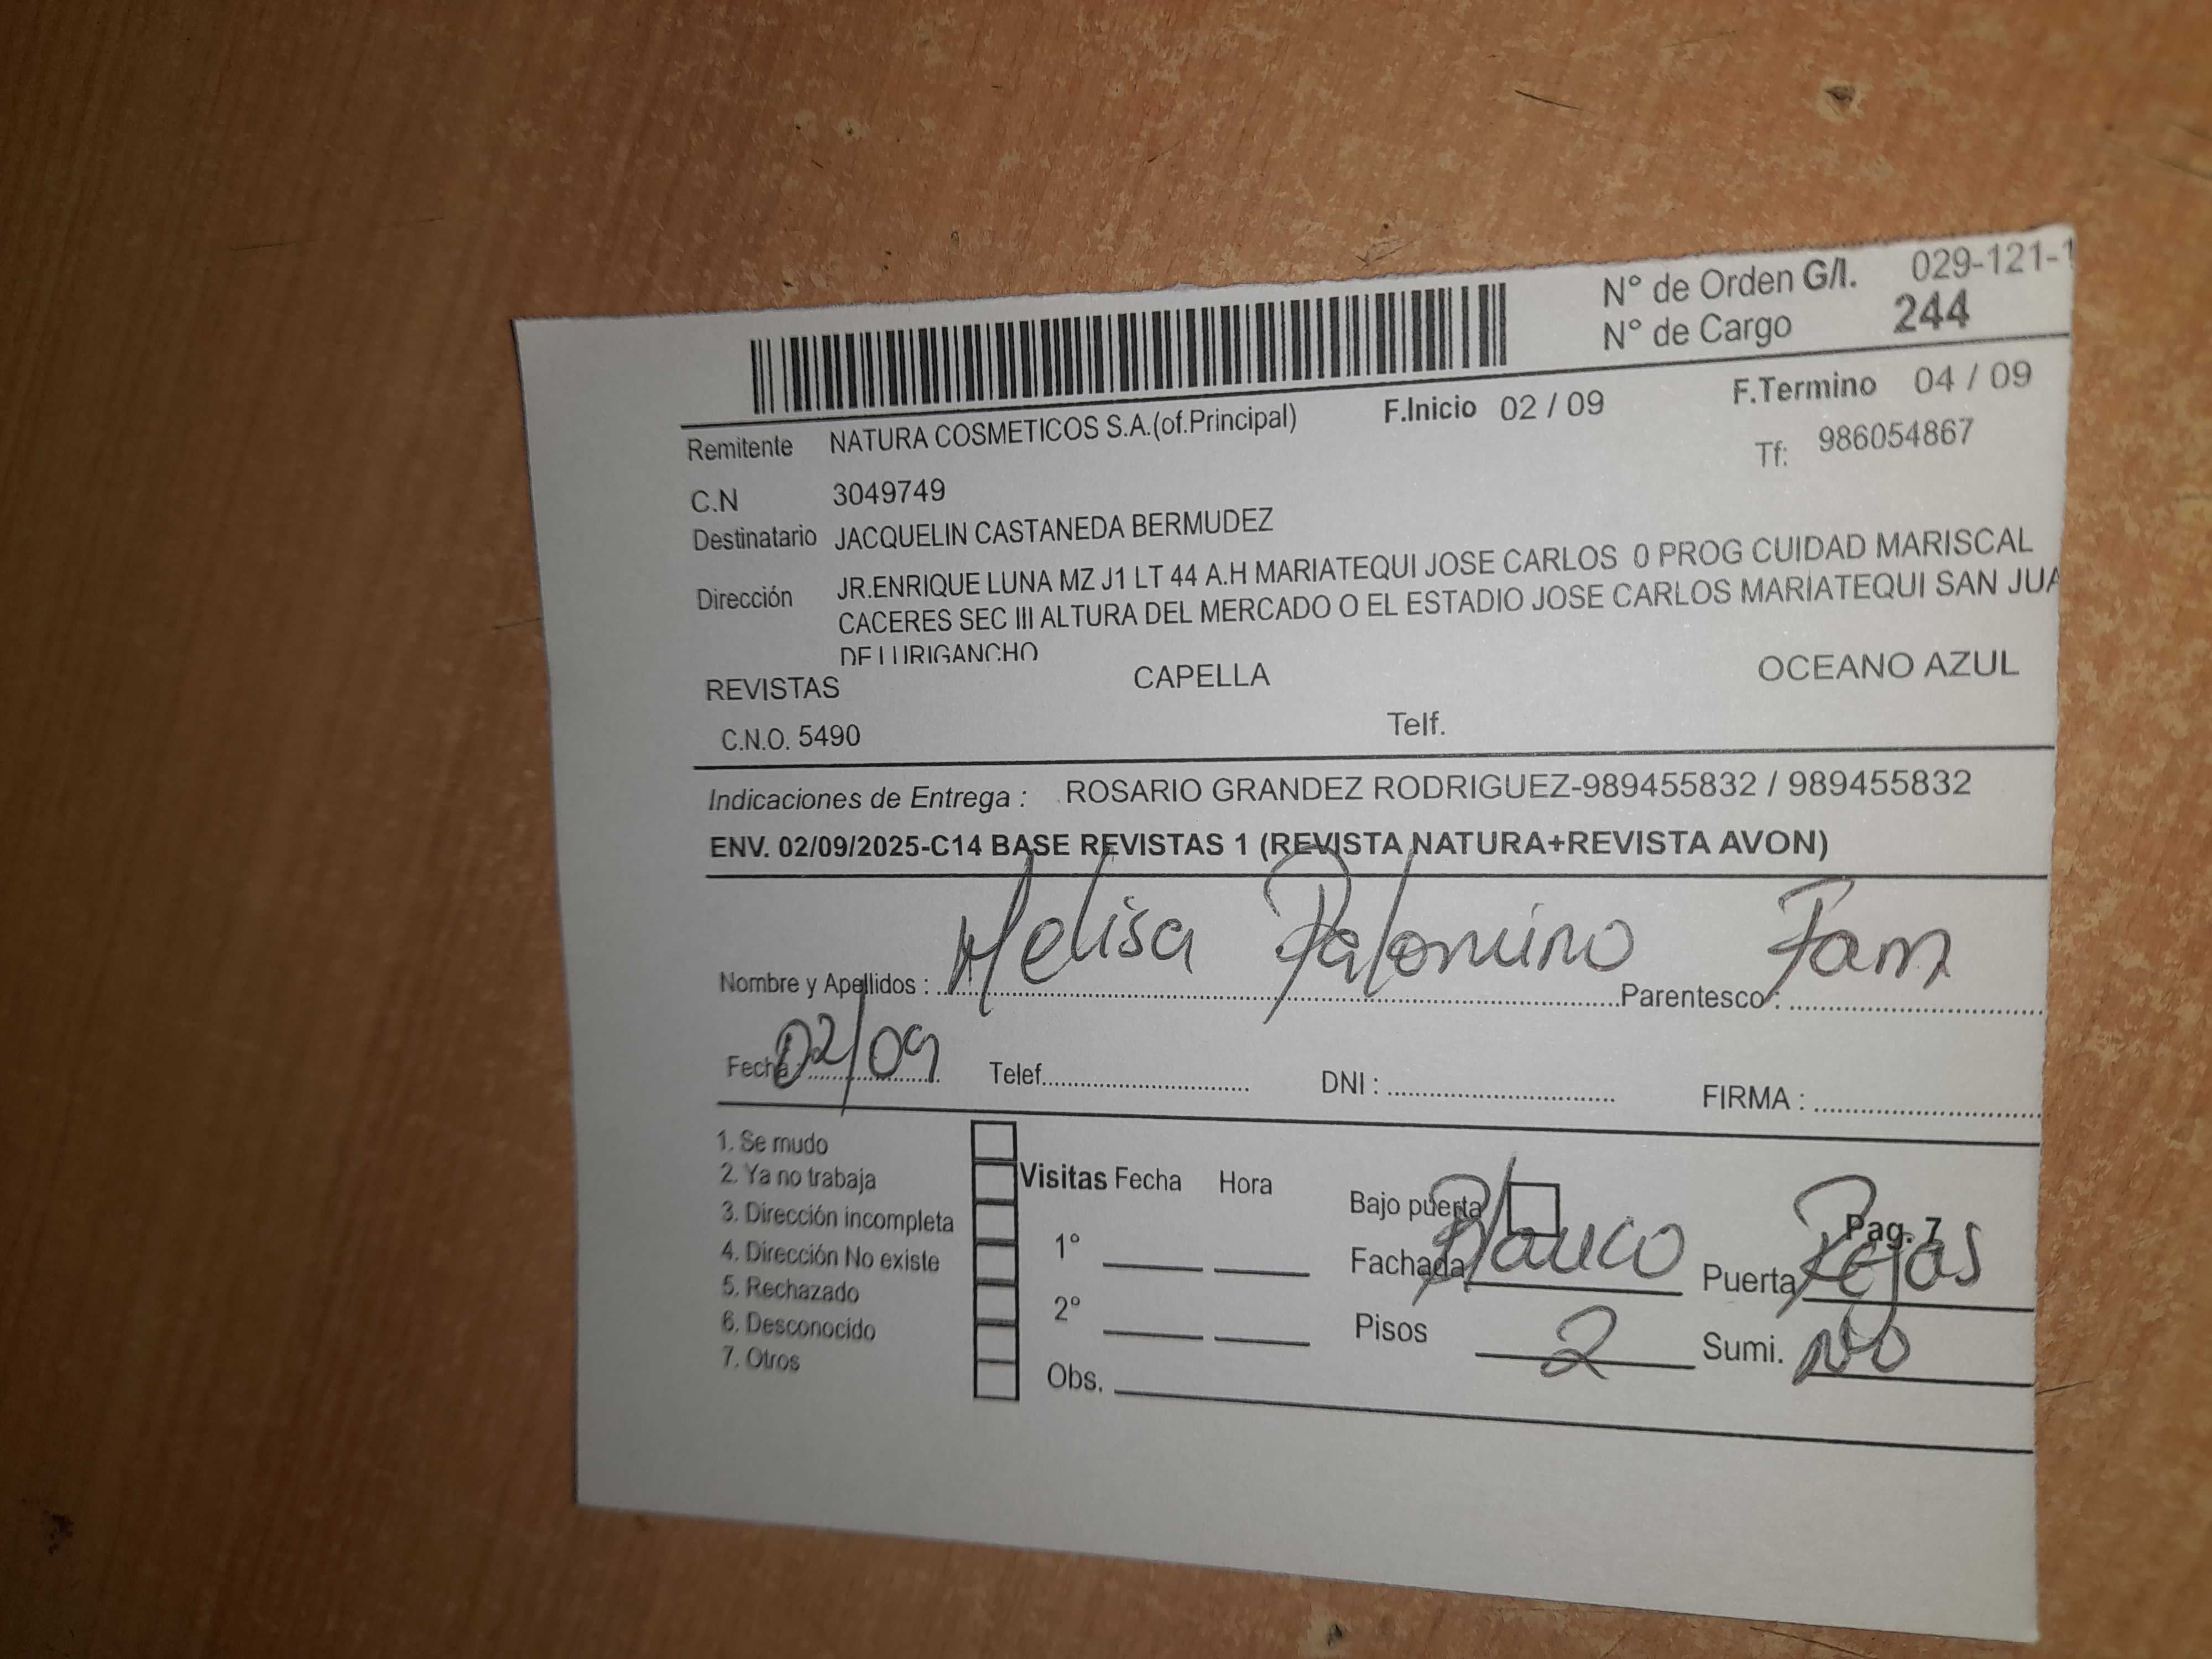 N° de Orden G/I. 029-121-1
N° de Cargo 244
F.Inicio 02 / 09 F.Termino 04 / 09
Remitente NATURA COSMETICOS S.A.(of.Principal) Tf: 986054867
C.N 3049749
Destinatario JACQUELIN CASTANEDA BERMUDEZ
Dirección JR.ENRIQUE LUNA MZ J1 LT 44 A.H MARIATEQUI JOSE CARLOS 0 PROG CUIDAD MARISCAL
CACERES SEC III ALTURA DEL MERCADO O EL ESTADIO JOSE CARLOS MARIATEQUI SAN JUA
DE LURIGANCHO
REVISTAS CAPELLA OCEANO AZUL
C.N.O. 5490 Telf.
Indicaciones de Entrega : ROSARIO GRANDEZ RODRIGUEZ-989455832 / 989455832
ENV. 02/09/2025-C14 BASE REVISTAS 1 (REVISTA NATURA+REVISTA AVON)
Nombre y Apellidos : Melisa Palomino Parentesco : Fam
Fecha : 02/09 Telef. DNI : FIRMA :
1. Se mudo
2. Ya no trabaja
3. Dirección incompleta
4. Dirección No existe
5. Rechazado
6. Desconocido
7. Otros
Visitas Fecha Hora
1°
2°
Obs.
Bajo puerta Pag. 7
Fachada Blanco Puerta Rejas
Pisos 2 Sumi. NO